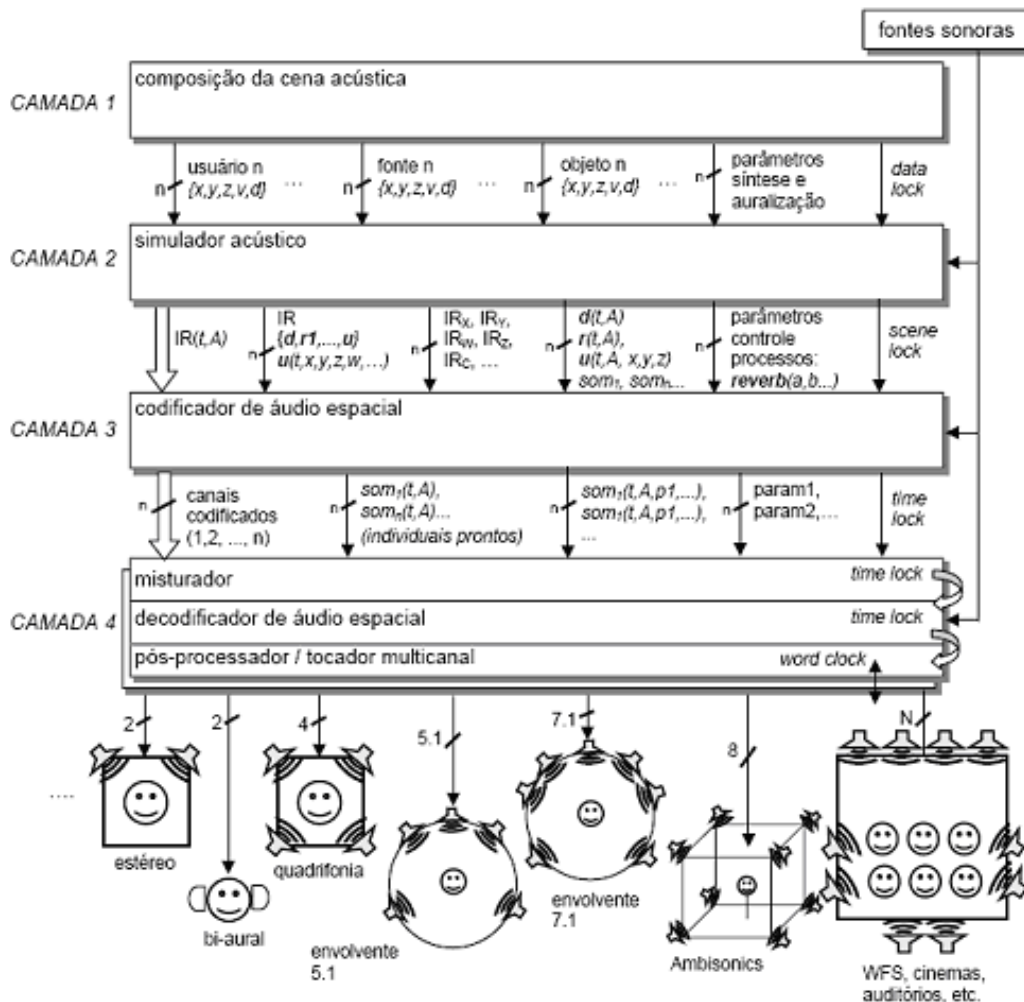 fontes sonoras
composição da cena acústica
CAMADA 1
usuário n
{x,y,z,v,d}
n
...
fonte n
{x,y,z,v,d}
n
...
objeto n
{x,y,z,v,d}
n
...
parâmetros
síntese e
auralização
n
data
lock
simulador acústico
CAMADA 2
IR(t,A)
IR
{d,r1,...,u}
u(t,x,y,z,w,...)
n
IRX, IRY,
IRW, IRZ,
IRC, ...
n
d(t,A)
r(t,A),
u(t,A, x,y,z)
som1, somn...
n
parâmetros
controle
processos:
reverb(a,b...)
n
scene
lock
codificador de áudio espacial
CAMADA 3
n
canais
codificados
(1,2, ..., n)
n
som1(t,A),
somn(t,A)...
(individuais prontos)
n
som1(t,A,p1,...),
som1(t,A,p1,...),
...
n
param1,
param2,...
time
lock
misturador
time lock
CAMADA 4
decodificador de áudio espacial
time lock
pós-processador / tocador multicanal
word clock
2
2
4
5.1
7.1
8
N
....
estéreo
bi-aural
quadrifonia
envolvente
5.1
envolvente
7.1
Ambisonics
WFS, cinemas,
auditórios, etc.